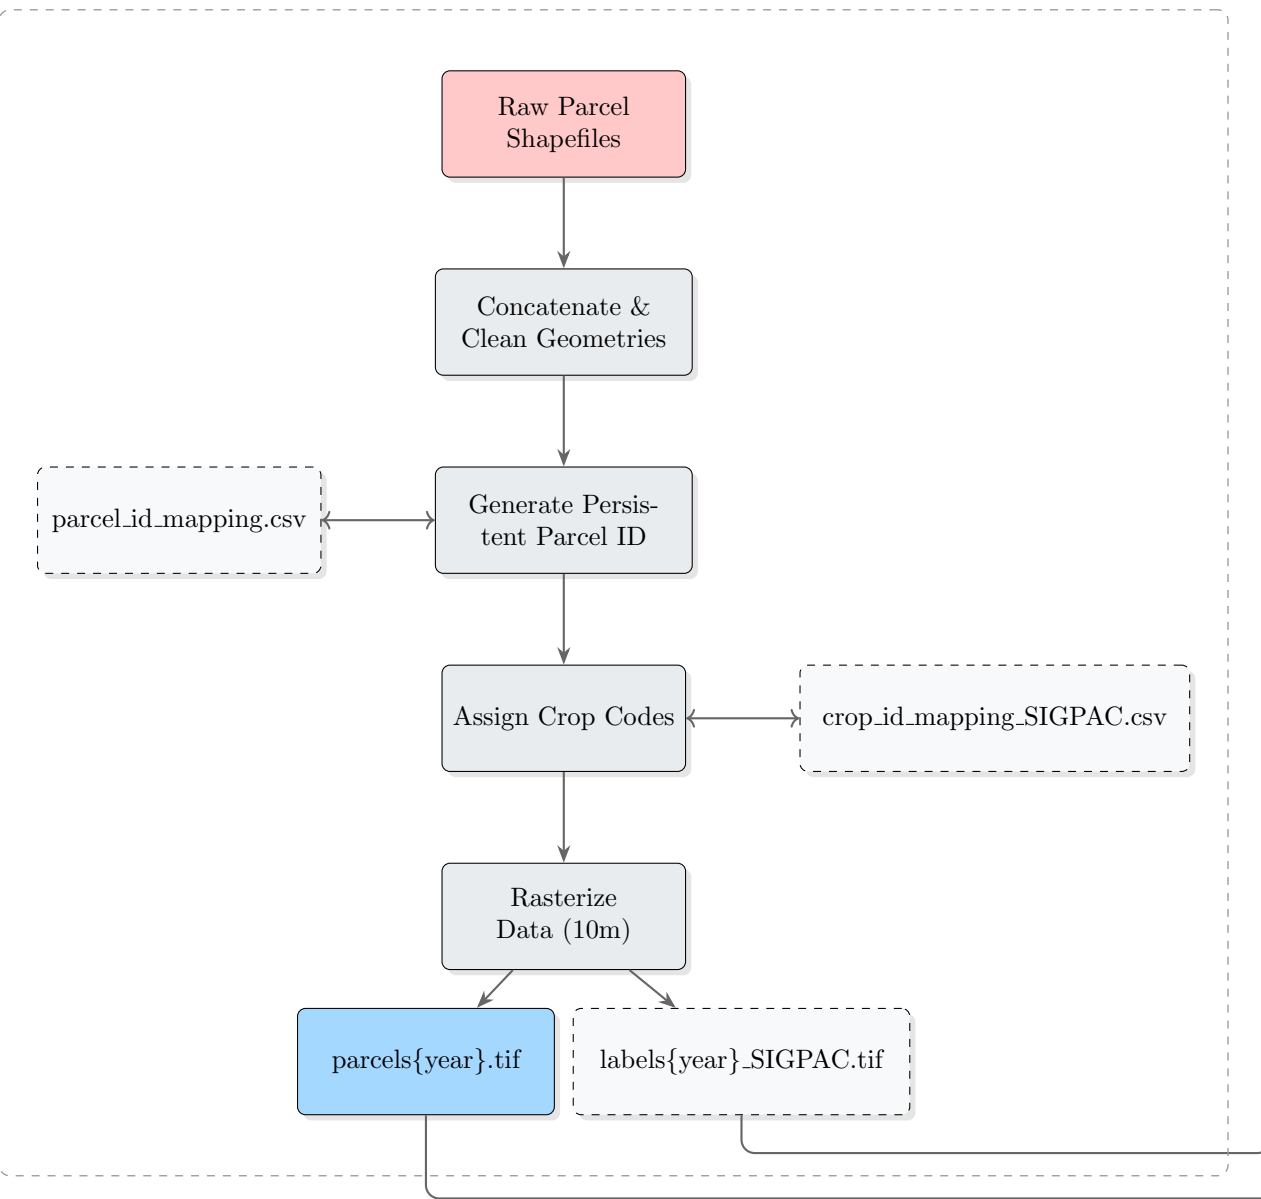 Raw Parcel
Shapefiles
Concatenate &
Clean Geometries
parcel_id_mapping.csv
Generate Persis-
tent Parcel ID
Assign Crop Codes
crop_id_mapping_SIGPAC.csv
Rasterize
Data (10m)
parcels{year}.tif
labels{year}_SIGPAC.tif